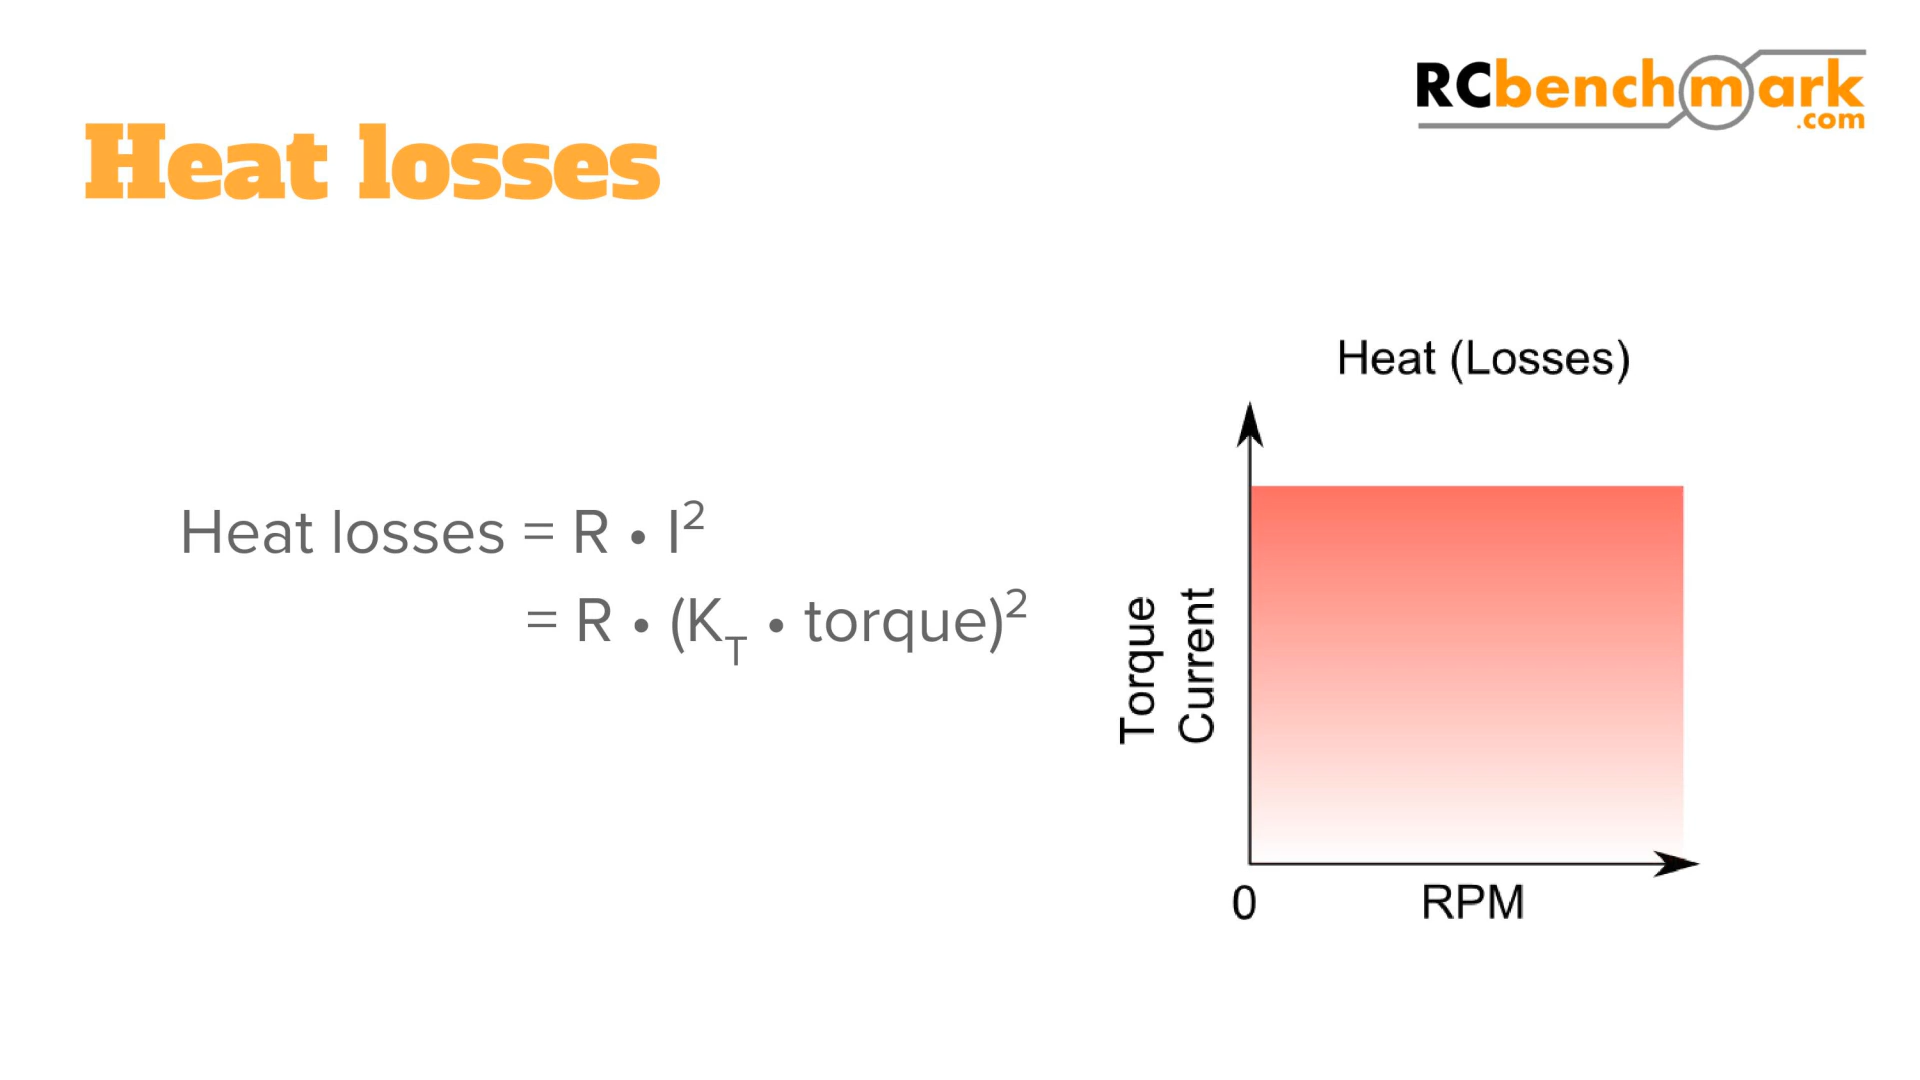 RCbenchmark
.com
Heat losses
Heat (Losses)
Heat losses = R • I²
= R • (K_T • torque)²
Torque
Current
0
RPM